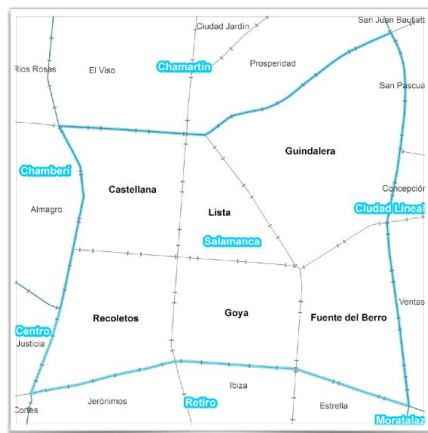 Ciudad Jardín
San Juan Bautista
Ríos Rosas
El Viso
Chamartín
Prosperidad
San Pascua
Guindalera
Chamberí
Castellana
Concepción
Almagro
Lista
Ciudad Lineal
Salamanca
Ventas
Recoletos
Goya
Fuente del Berro
Centro
Justicia
Ibiza
Jerónimos
Retiro
Estrella
Cortes
Moratalaz